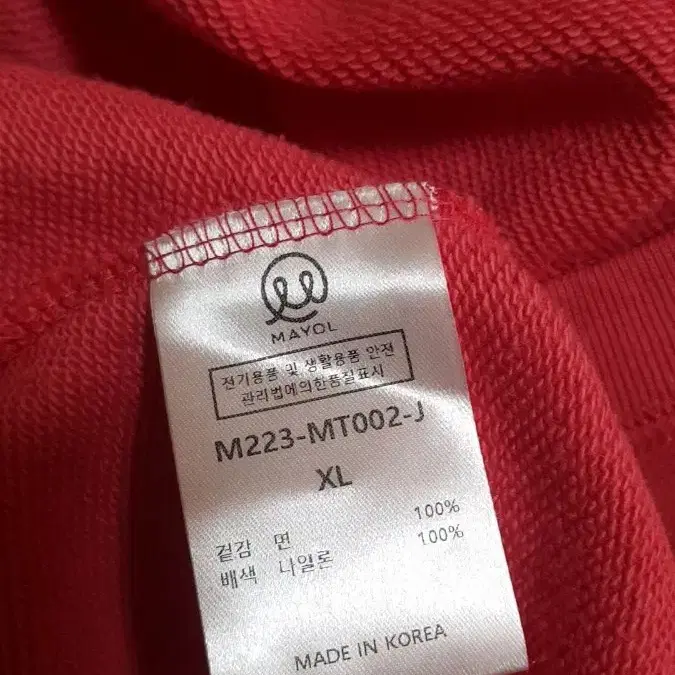 MAYOL
전기용품 및 생활용품 안전
관리법에의한품질표시
M223-MT002-J
XL
겉감 면 100%
배색 나일론 100%
MADE IN KOREA